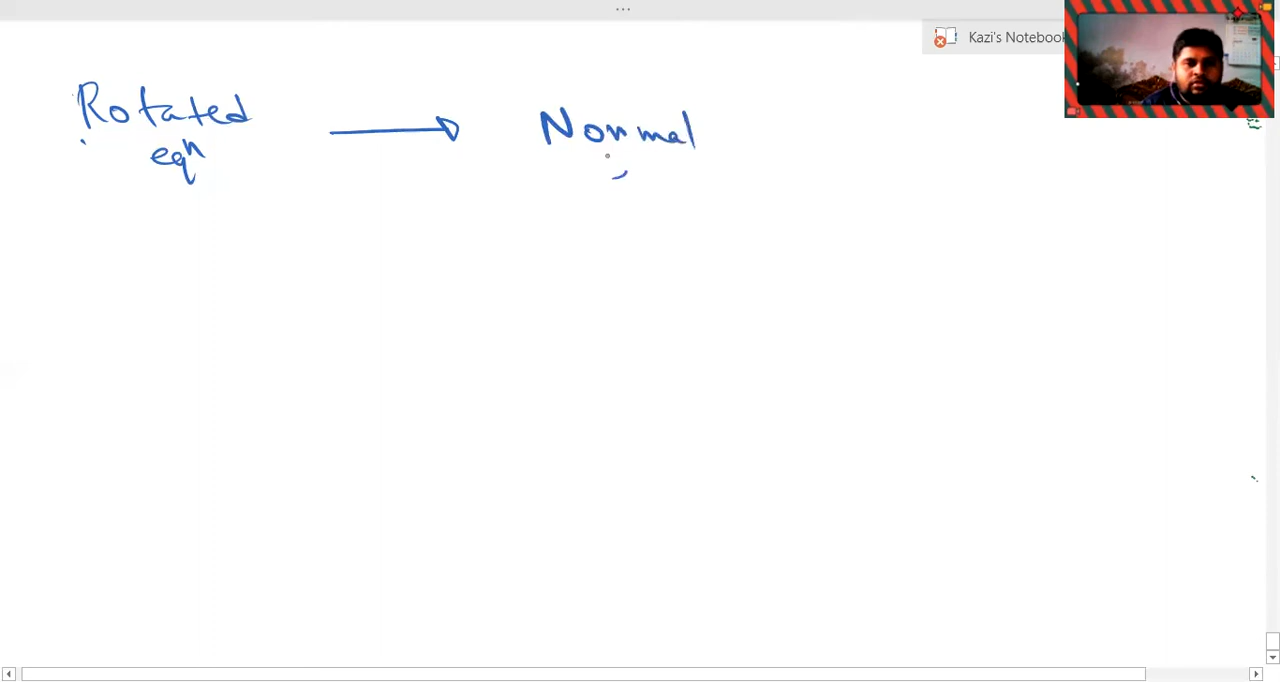 Kazi's Notebook
Rotated → Normal
eqⁿ